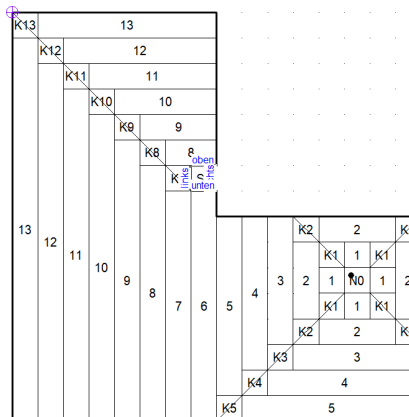 K13 13
K12 12
K11 11
K10 10
K9 9
K8 8
oben
links
unten
13 12 11 10 9 8 7 6 5 4 3 2
K2 2
K1 1 K1
1 N0 1 2
K1 1 K1
K2 2
K3 3
K4 4
K5 5